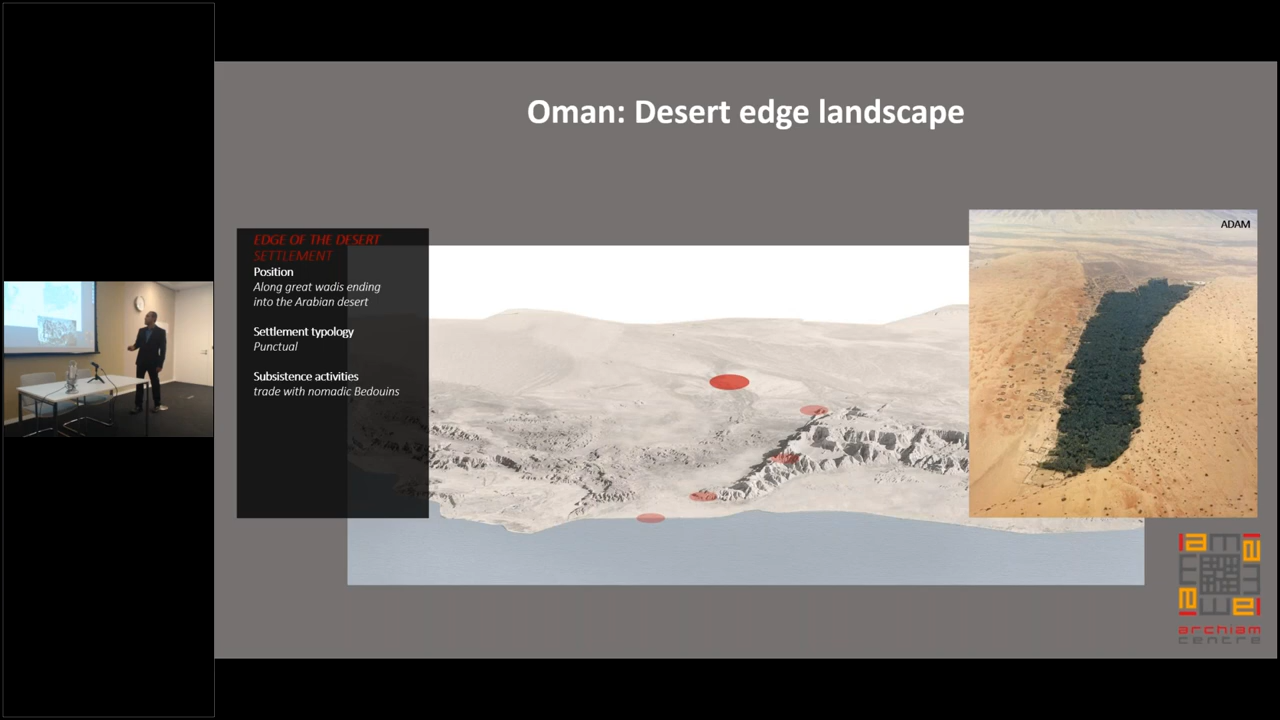 Oman: Desert edge landscape
EDGE OF THE DESERT
SETTLEMENT
Position
Along great wadis ending
into the Arabian desert
Settlement typology
Punctual
Subsistence activities
trade with nomadic Bedouins
ADAM
archiam
centre